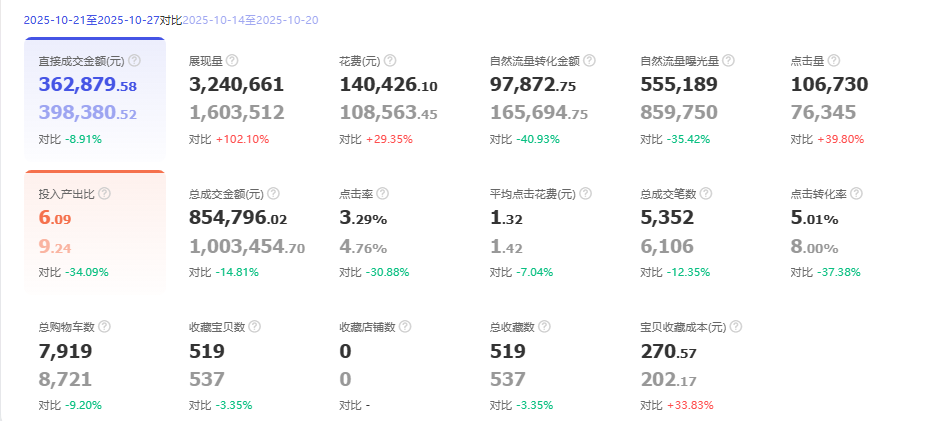 2025-10-21至2025-10-27对比2025-10-14至2025-10-20
直接成交金额(元) 展现量 花费(元) 自然流量转化金额 自然流量曝光量 点击量
362,879.58 3,240,661 140,426.10 97,872.75 555,189 106,730
398,380.52 1,603,512 108,563.45 165,694.75 859,750 76,345
对比 -8.91% 对比 +102.10% 对比 +29.35% 对比 -40.93% 对比 -35.42% 对比 +39.80%
投入产出比 总成交金额(元) 点击率 平均点击花费(元) 总成交笔数 点击转化率
6.09 854,796.02 3.29% 1.32 5,352 5.01%
9.24 1,003,454.70 4.76% 1.42 6,106 8.00%
对比 -34.09% 对比 -14.81% 对比 -30.88% 对比 -7.04% 对比 -12.35% 对比 -37.38%
总购物车数 收藏宝贝数 收藏店铺数 总收藏数 宝贝收藏成本(元)
7,919 519 0 519 270.57
8,721 537 0 537 202.17
对比 -9.20% 对比 -3.35% 对比 - 对比 -3.35% 对比 +33.83%